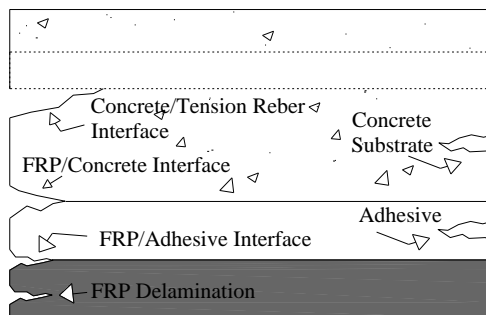 Concrete/Tension Reber
Interface
Concrete
Substrate
FRP/Concrete Interface
Adhesive
FRP/Adhesive Interface
FRP Delamination